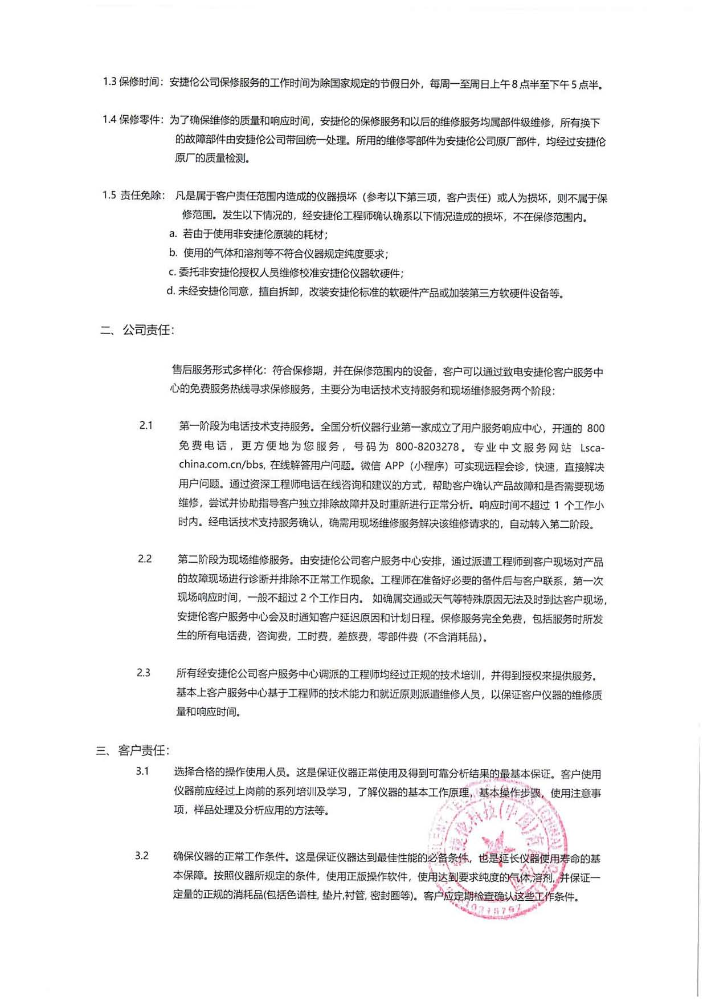 1.3 保修时间：安捷伦公司保修服务的工作时间为除国家规定的节假日外，每周一至周日上午8点半至下午5点半。
1.4 保修零件：为了确保维修的质量和响应时间，安捷伦的保修服务和以后的维修服务均属部件级维修，所有换下
的故障部件由安捷伦公司带回统一处理。所用的维修零部件为安捷伦公司原厂部件，均经过安捷伦
原厂的质量检测。
1.5 责任免除： 凡是属于客户责任范围内造成的仪器损坏（参考以下第三项，客户责任）或人为损坏，则不属于保
修范围。发生以下情况的，经安捷伦工程师确认确系以下情况造成的损坏，不在保修范围内。
a. 若由于使用非安捷伦原装的耗材；
b. 使用的气体和溶剂等不符合仪器规定纯度要求；
c. 委托非安捷伦授权人员维修校准安捷伦仪器软硬件；
d. 未经安捷伦同意，擅自拆卸，改装安捷伦标准的软硬件产品或加装第三方软硬件设备等。
二、 公司责任：
售后服务形式多样化：符合保修期，并在保修范围内的设备，客户可以通过致电安捷伦客户服务中
心的免费服务热线寻求保修服务，主要分为电话技术支持服务和现场维修服务两个阶段：
2.1 第一阶段为电话技术支持服务。全国分析仪器行业第一家成立了用户服务响应中心，开通的 800
免费电话，更方便地为您服务，号码为 800-8203278。专业中文服务网站 Lsca-
china.com.cn/bbs, 在线解答用户问题。微信 APP（小程序）可实现远程会诊，快速，直接解决
用户问题。通过资深工程师电话在线咨询和建议的方式，帮助客户确认产品故障和是否需要现场
维修，尝试并协助指导客户独立排除故障并及时重新进行正常分析。响应时间不超过 1 个工作小
时内。经电话技术支持服务确认，确需用现场维修服务解决该维修请求的，自动转入第二阶段。
2.2 第二阶段为现场维修服务。由安捷伦公司客户服务中心安排，通过派遣工程师到客户现场对产品
的故障现场进行诊断并排除不正常工作现象。工程师在准备好必要的备件后与客户联系，第一次
现场响应时间，一般不超过 2 个工作日内。 如确属交通或天气等特殊原因无法及时到达客户现场，
安捷伦客户服务中心会及时通知客户延迟原因和计划日程。保修服务完全免费，包括服务时所发
生的所有电话费，咨询费，工时费，差旅费，零部件费（不含消耗品）。
2.3 所有经安捷伦公司客户服务中心调派的工程师均经过正规的技术培训，并得到授权来提供服务。
基本上客户服务中心基于工程师的技术能力和就近原则派遣维修人员，以保证客户仪器的维修质
量和响应时间。
三、 客户责任：
3.1 选择合格的操作使用人员。这是保证仪器正常使用及得到可靠分析结果的最基本保证。客户使用
仪器前应经过上岗前的系列培训及学习，了解仪器的基本工作原理，基本操作步骤，使用注意事
项，样品处理及分析应用的方法等。
3.2 确保仪器的正常工作条件。这是保证仪器达到最佳性能的必备条件，也是延长仪器使用寿命的基
本保障。按照仪器所规定的条件，使用正版操作软件，使用达到要求纯度的气体,溶剂，并保证一
定量的正规的消耗品(包括色谱柱, 垫片,衬管, 密封圈等)。客户应定期检查确认这些工作条件。